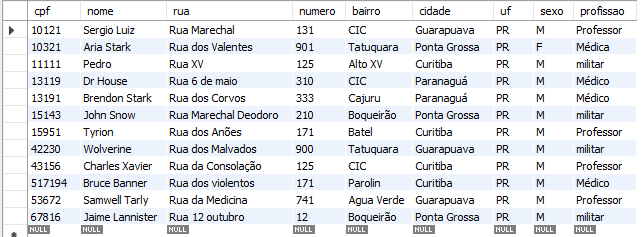 cpf nome rua numero bairro cidade uf sexo profissao
10121 Sergio Luiz Rua Marechal 131 CIC Guarapuava PR M Professor
10321 Aria Stark Rua dos Valentes 901 Tatuquara Ponta Grossa PR F Médica
11111 Pedro Rua XV 125 Alto XV Curitiba PR M militar
13119 Dr House Rua 6 de maio 310 CIC Paranaguá PR M Médico
13191 Brendon Stark Rua dos Corvos 333 Cajuru Paranaguá PR M Professor
15143 John Snow Rua Marechal Deodoro 210 Boqueirão Ponta Grossa PR M militar
15951 Tyrion Rua dos Anões 171 Batel Curitiba PR M Professor
42230 Wolverine Rua dos Malvados 900 Tatuquara Guarapuava PR M militar
43156 Charles Xavier Rua da Consolação 125 CIC Curitiba PR M Professor
517194 Bruce Banner Rua dos violentos 171 Parolin Curitiba PR M Médico
53672 Samwell Tarly Rua da Medicina 741 Agua Verde Guarapuava PR M Professor
67816 Jaime Lannister Rua 12 outubro 12 Boqueirão Ponta Grossa PR M militar
NULL NULL NULL NULL NULL NULL NULL NULL NULL